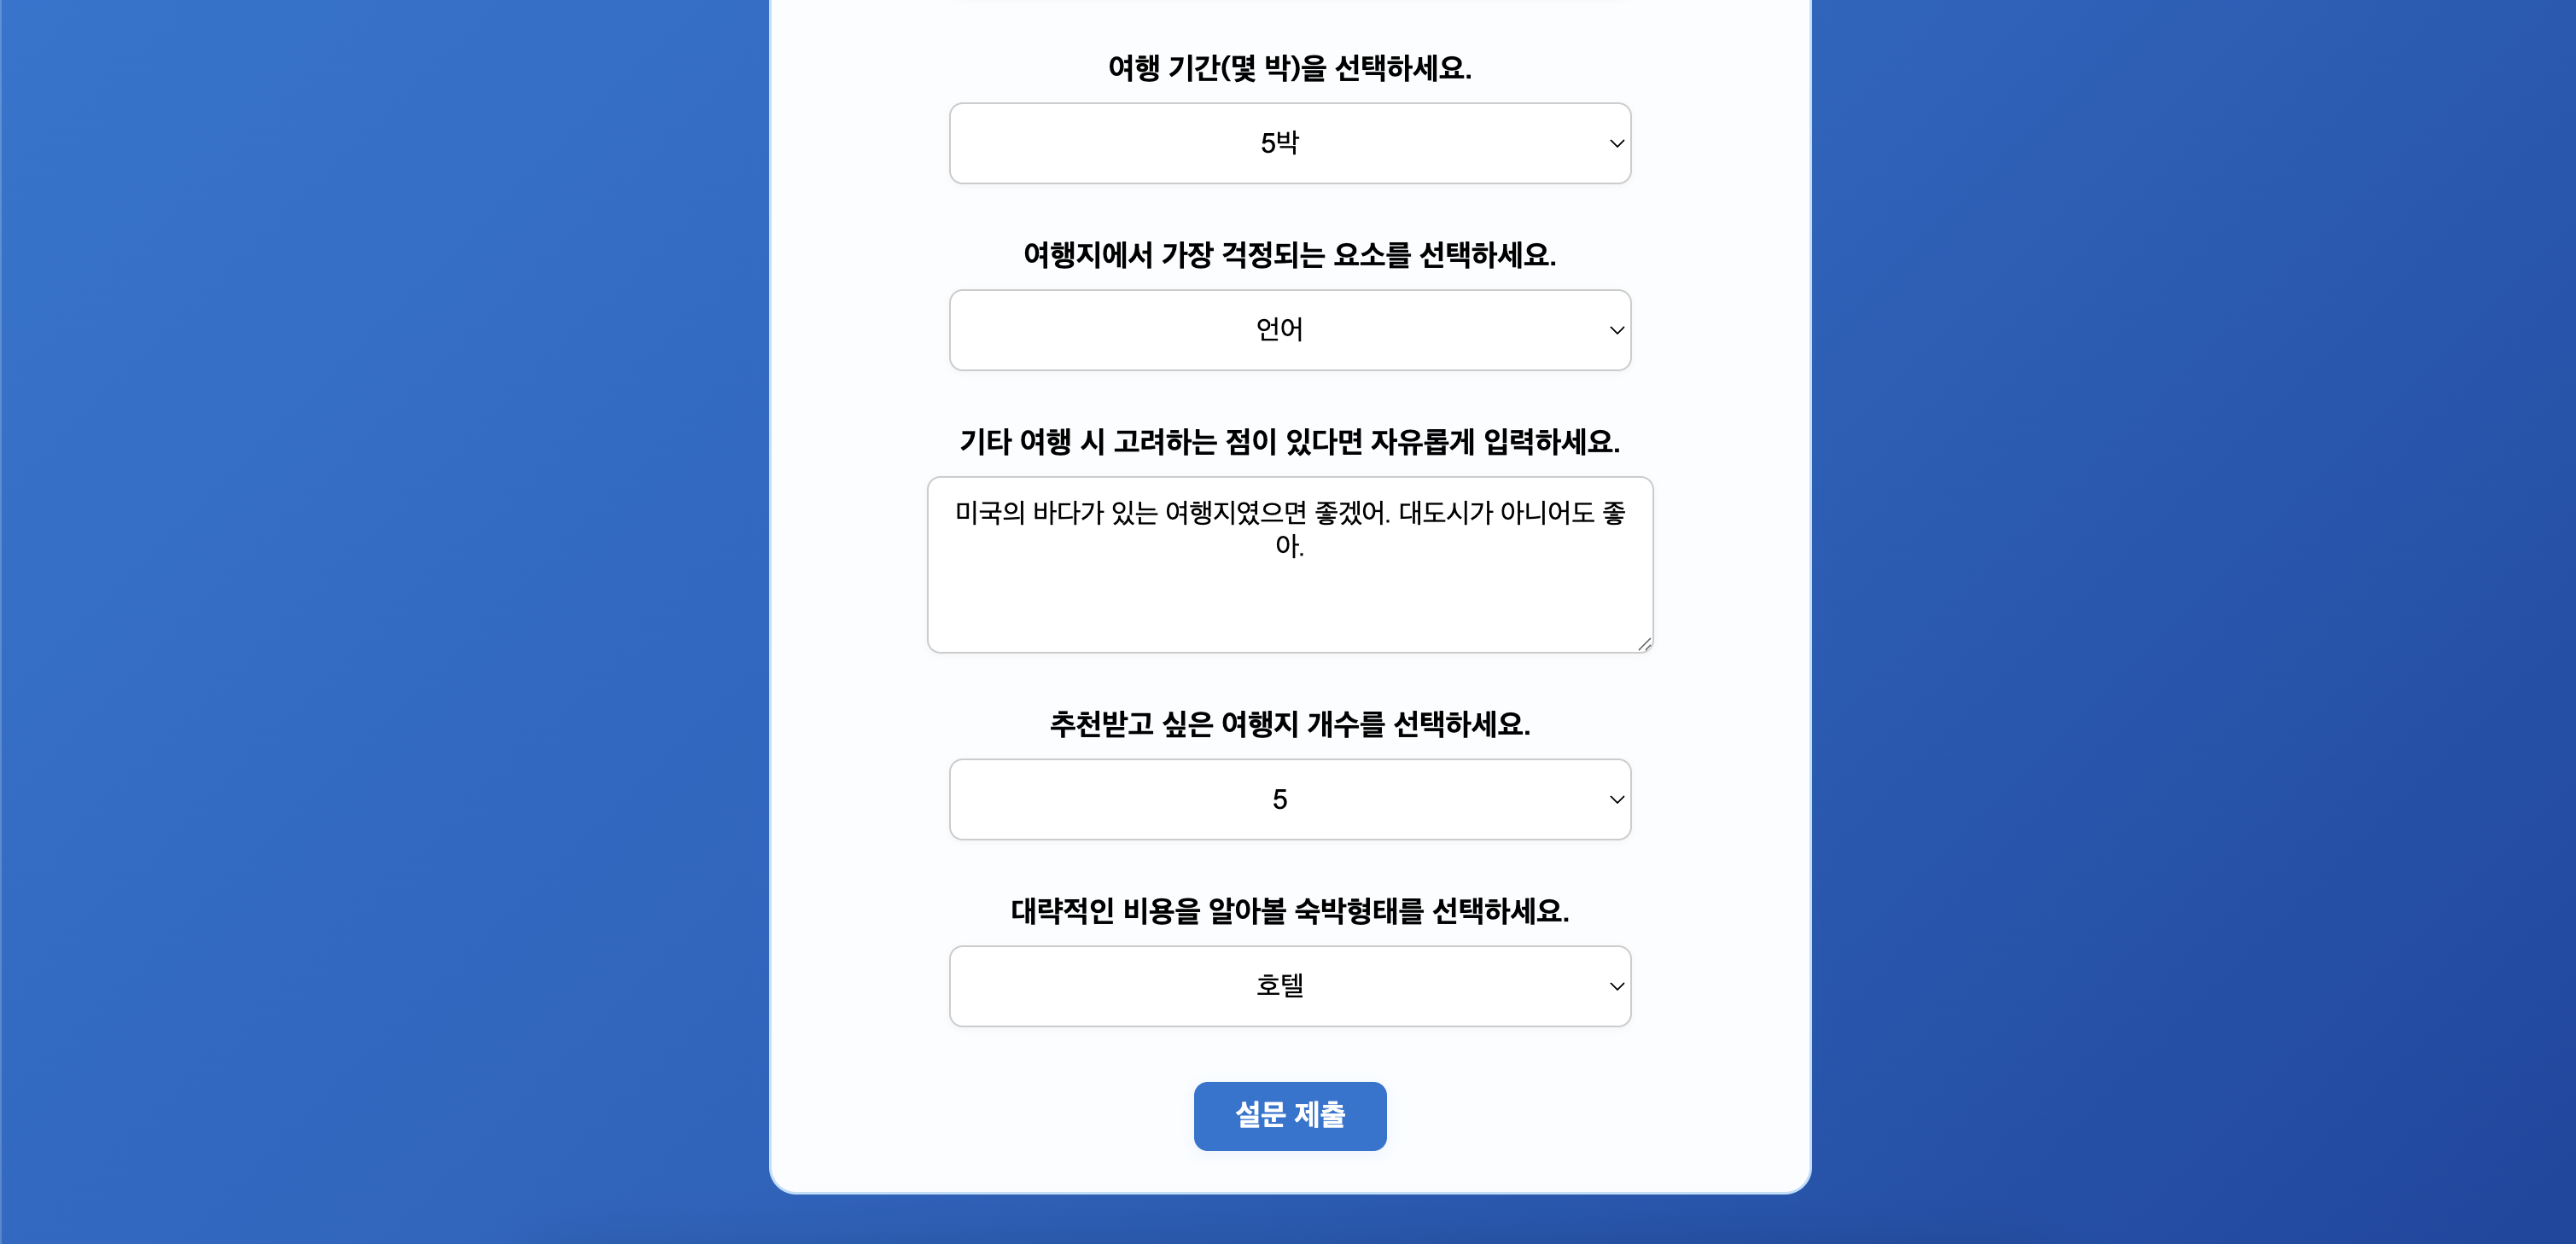 여행 기간(몇 박)을 선택하세요.
5박
여행지에서 가장 걱정되는 요소를 선택하세요.
언어
기타 여행 시 고려하는 점이 있다면 자유롭게 입력하세요.
미국의 바다가 있는 여행지였으면 좋겠어. 대도시가 아니어도 좋
아.
추천받고 싶은 여행지 개수를 선택하세요.
5
대략적인 비용을 알아볼 숙박형태를 선택하세요.
호텔
설문 제출